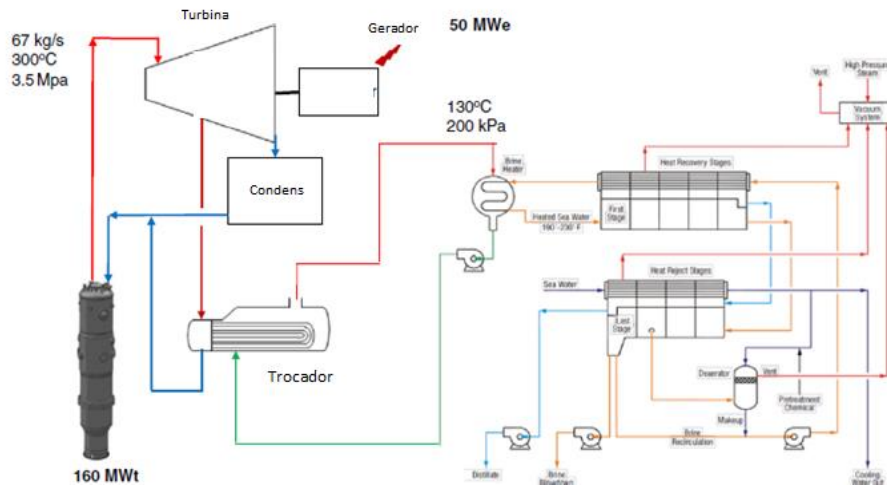 Turbina
Gerador
50 MWe
67 kg/s
300ºC
3.5 Mpa
r
Condens
130ºC
200 kPa
Trocador
160 MWt
High Pressure
Steam
Vent
Vacuum
System
Brine
Heater
Heat Recovery Stages
First
Stage
Heated Sea Water
190°-230° F
Heat Reject Stages
Sea Water
Last
Stage
Deaerator
Vent
Pretreatment
Chemical
Makeup
Brine
Recirculation
Distillate
Brine
Blowdown
Cooling
Water Out